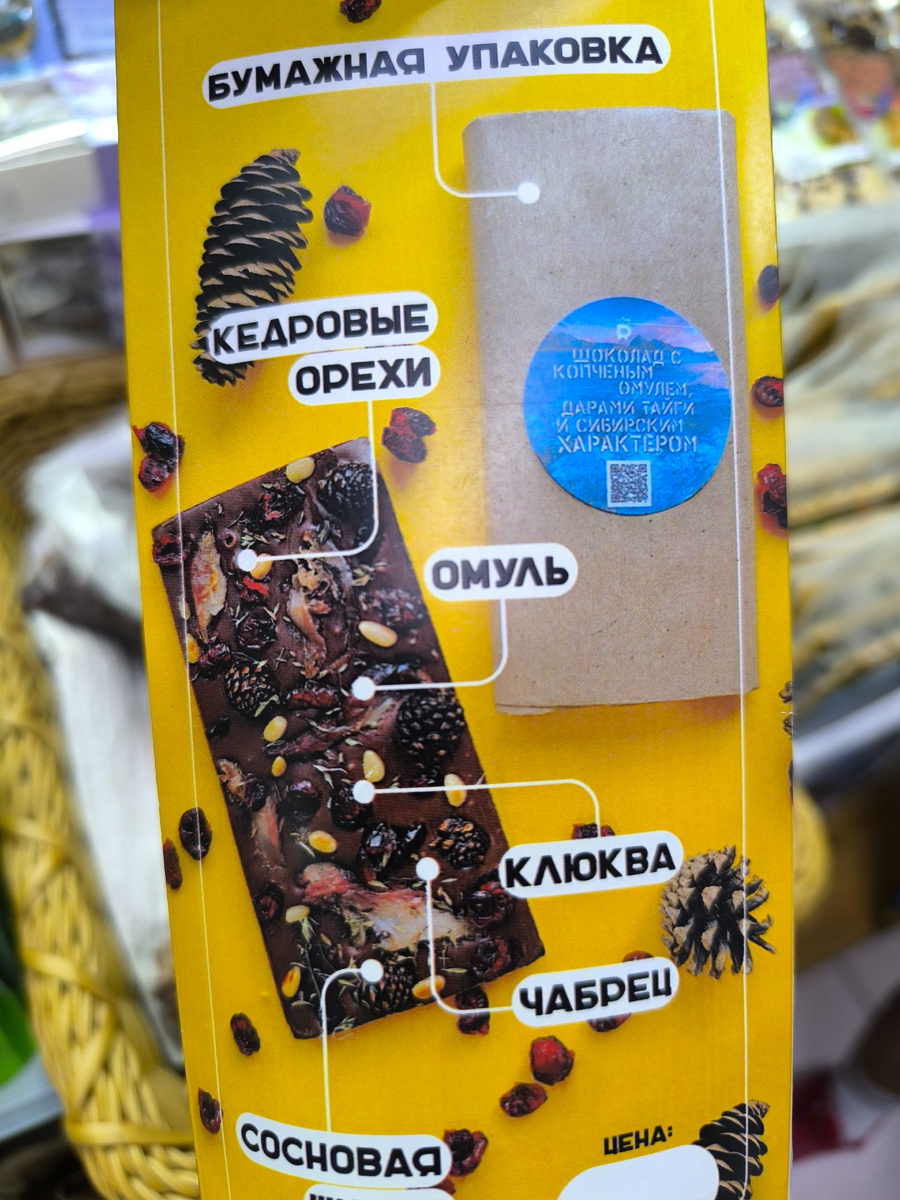 БУМАЖНАЯ УПАКОВКА
КЕДРОВЫЕ
ОРЕХИ
ШОКОЛАД С
КОПЧЕНЫМ
ОМУЛЕМ,
ДАРАМИ ТАЙГИ
И СИБИРСКИМ
ХАРАКТЕРОМ
ОМУЛЬ
КЛЮКВА
ЧАБРЕЦ
СОСНОВАЯ
ЦЕНА: